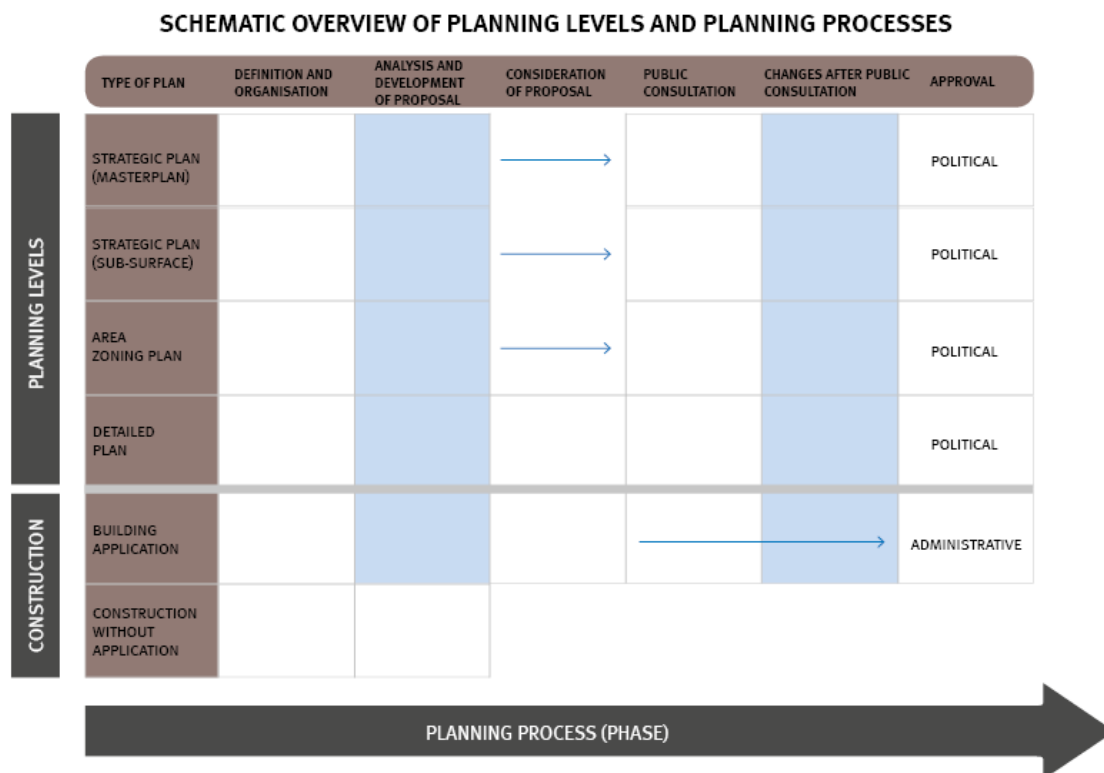 SCHEMATIC OVERVIEW OF PLANNING LEVELS AND PLANNING PROCESSES
TYPE OF PLAN
DEFINITION AND
ORGANISATION
ANALYSIS AND
DEVELOPMENT
OF PROPOSAL
CONSIDERATION
OF PROPOSAL
PUBLIC
CONSULTATION
CHANGES AFTER PUBLIC
CONSULTATION
APPROVAL
PLANNING LEVELS
STRATEGIC PLAN
(MASTERPLAN)
POLITICAL
STRATEGIC PLAN
(SUB-SURFACE)
POLITICAL
AREA
ZONING PLAN
POLITICAL
DETAILED
PLAN
POLITICAL
CONSTRUCTION
BUILDING
APPLICATION
ADMINISTRATIVE
CONSTRUCTION
WITHOUT
APPLICATION
PLANNING PROCESS (PHASE)